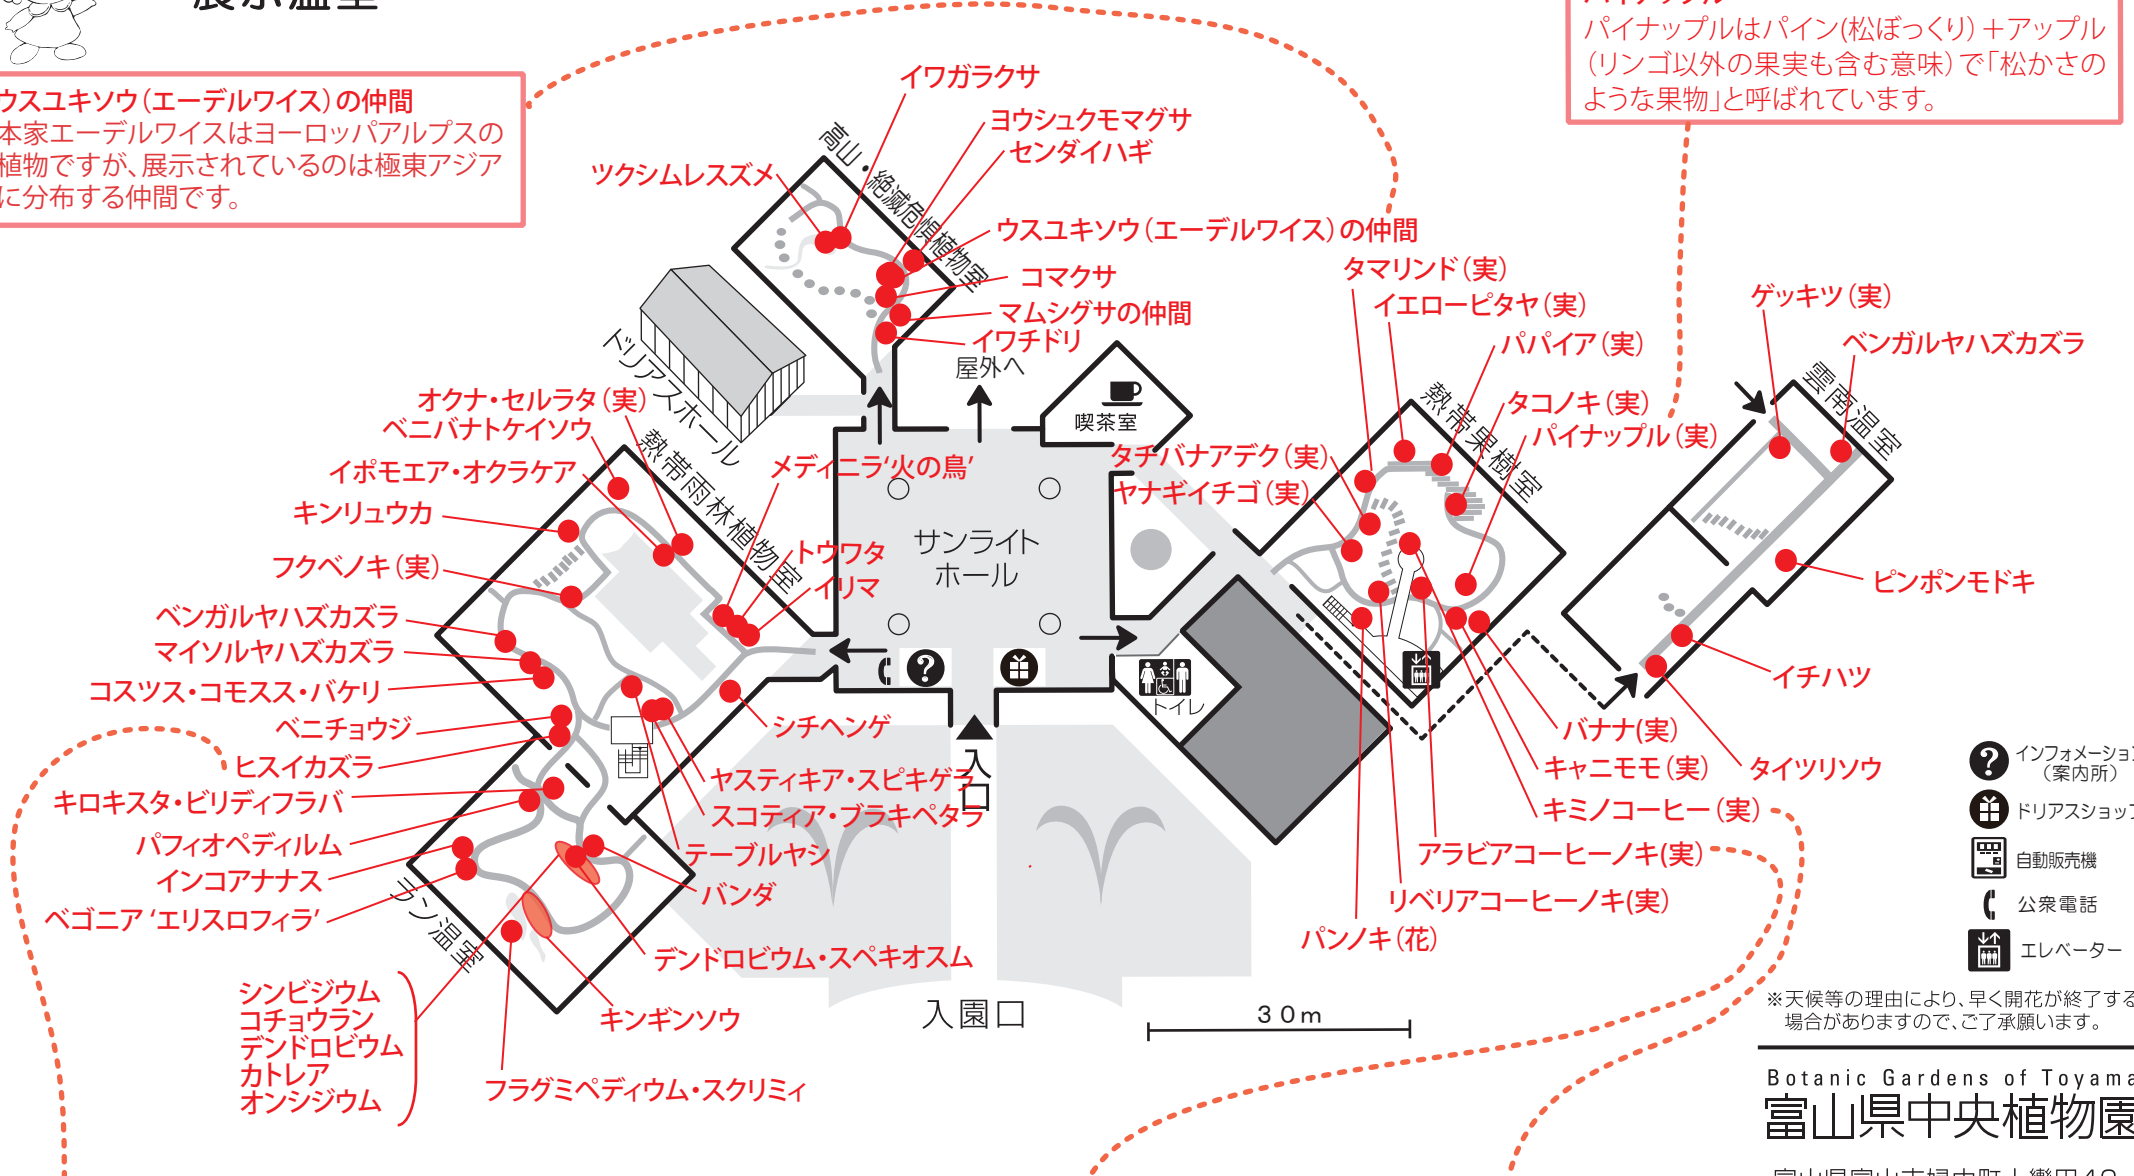 展示温室
ウスユキソウ（エーデルワイス）の仲間
本家エーデルワイスはヨーロッパアルプスの
植物ですが、展示されているのは極東アジア
に分布する仲間です。
パイナップル
パイナップルはパイン(松ぼっくり)＋アップル
（リンゴ以外の果実も含む意味）で「松かさの
ような果物」と呼ばれています。
イワガラクサ
ヨウシュクモマグサ
センダイハギ
ツクシムレスズメ
高山・絶滅危惧植物室
ウスユキソウ（エーデルワイス）の仲間
コマクサ
マムシグサの仲間
イワチドリ
屋外へ
ドリアスホール
喫茶室
タマリンド（実）
イエローピタヤ（実）
パパイア（実）
タコノキ（実）
パイナップル（実）
タチバナアデク（実）
ヤナギイチゴ（実）
熱帯果樹室
ゲッキツ（実）
ベンガルヤハズカズラ
雲南温室
オクナ・セルラタ（実）
ベニバナトケイソウ
イポモエア・オクラケア
キンリュウカ
フクベノキ（実）
熱帯雨林植物室
メディニラ‘火の鳥’
トウワタ
イリマ
サンライト
ホール
ベンガルヤハズカズラ
マイソルヤハズカズラ
コスツス・コモスス・バケリ
ベニチョウジ
ヒスイカズラ
キロキスタ・ビリディフラバ
パフィオペディルム
インコアナナス
ベゴニア ‘エリスロフィラ’
ラン温室
シチヘンゲ
ヤスティキア・スピキゲラ
スコティア・ブラキペタラ
テーブルヤシ
バンダ
デンドロビウム・スペキオスム
キンギンソウ
フラグミペディウム・スクリミィ
シンビジウム
コチョウラン
デンドロビウム
カトレア
オンシジウム
入口
入園口
トイレ
30m
ピンポンモドキ
イチハツ
タイツリソウ
バナナ(実)
キャニモモ（実）
キミノコーヒー（実）
アラビアコーヒーノキ(実)
リベリアコーヒーノキ(実)
パンノキ（花）
?
インフォメーション
（案内所）
ドリアスショップ
自動販売機
公衆電話
エレベーター
※天候等の理由により、早く開花が終了する
場合がありますので、ご了承願います。
Botanic Gardens of Toyama
富山県中央植物園